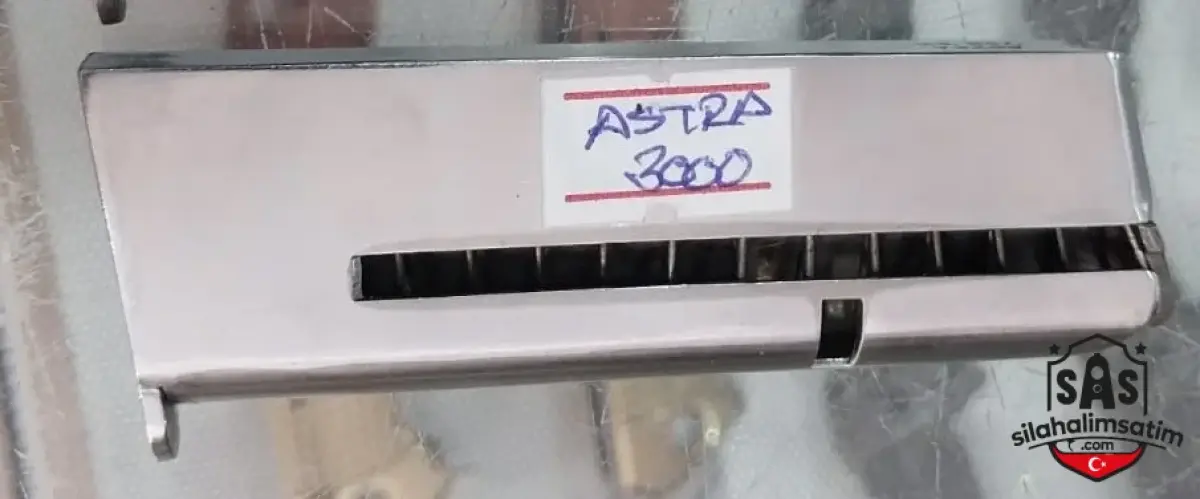 ASTRA
3000
SAS
silahalimsatim
.com